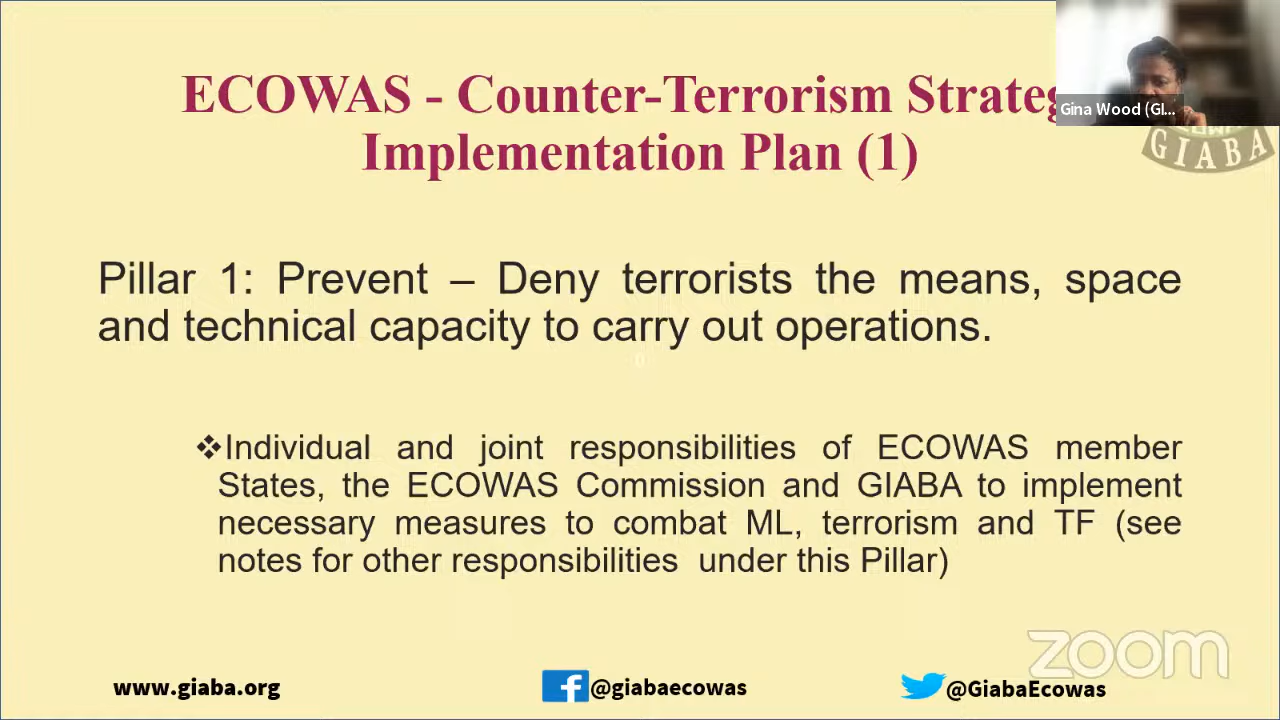 ECOWAS - Counter-Terrorism Strateg
Implementation Plan (1)
Gina Wood (GI...
GIABA
Pillar 1: Prevent – Deny terrorists the means, space
and technical capacity to carry out operations.
❖Individual and joint responsibilities of ECOWAS member
States, the ECOWAS Commission and GIABA to implement
necessary measures to combat ML, terrorism and TF (see
notes for other responsibilities under this Pillar)
zoom
www.giaba.org
@giabaecowas
@GiabaEcowas